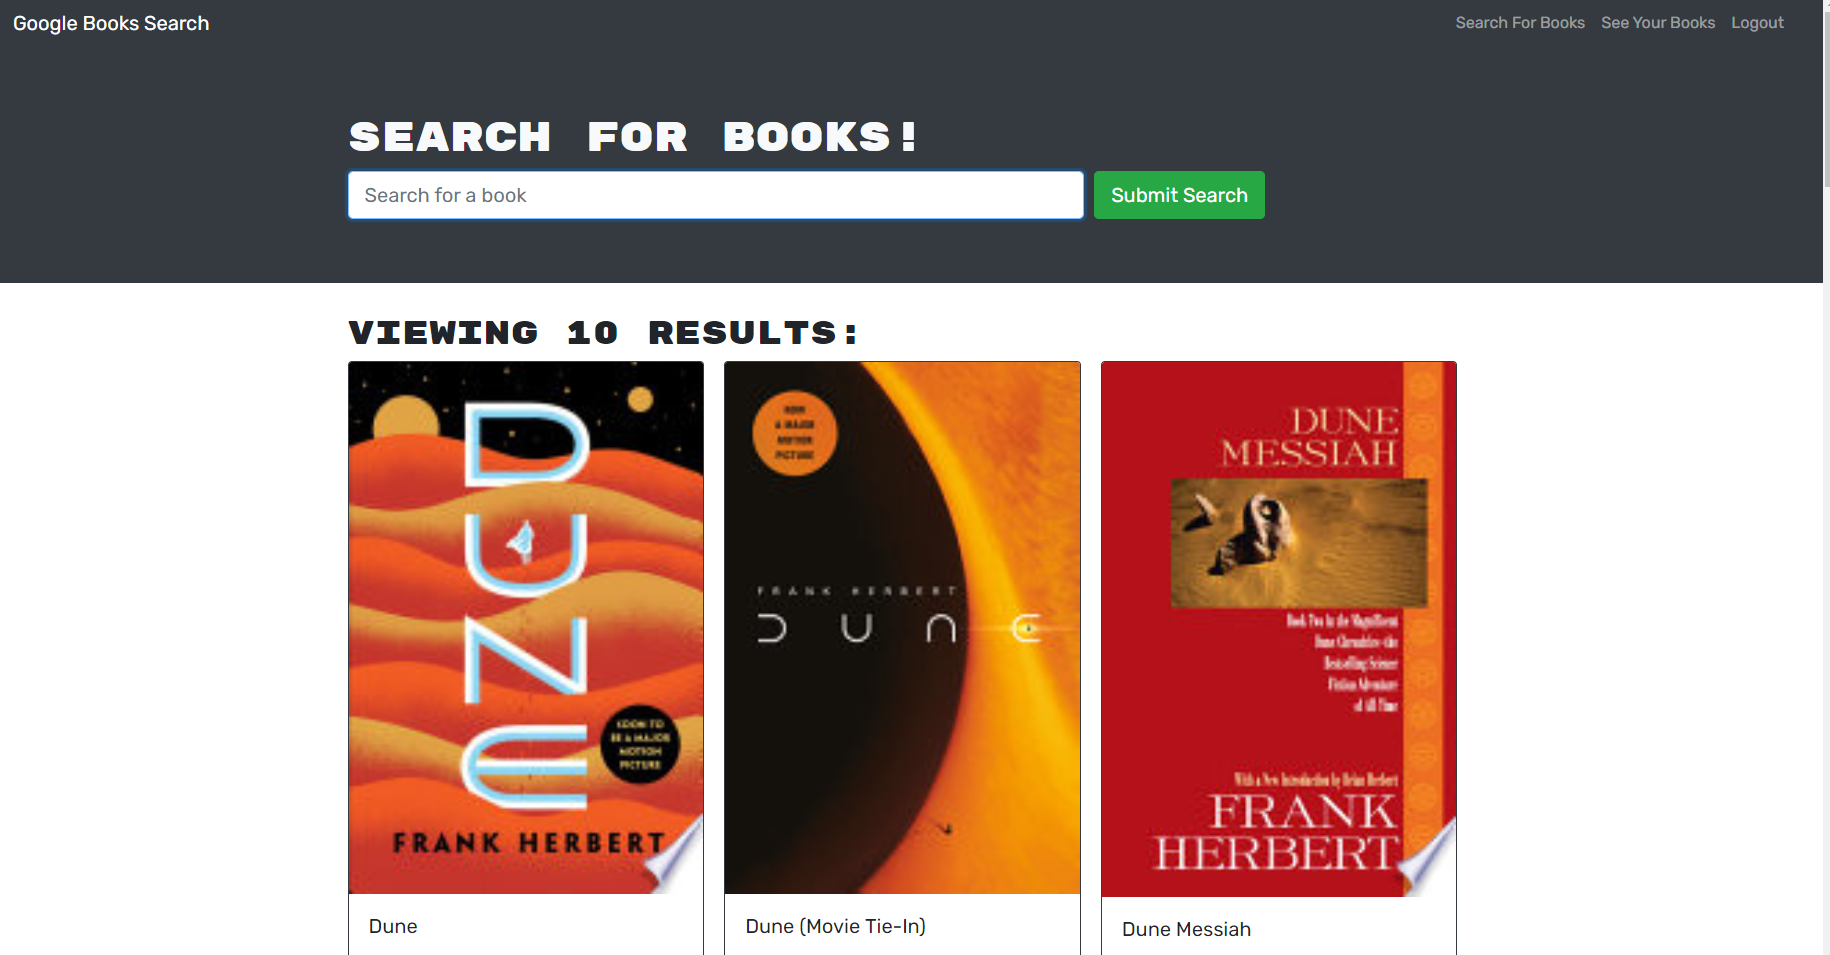 Google Books Search
Search For Books See Your Books Logout
SEARCH FOR BOOKS!
Search for a book
Submit Search
VIEWING 10 RESULTS:
DUNE
SOON TO
BE A MAJOR
MOTION
PICTURE
FRANK HERBERT
Dune
NOW
A MAJOR
MOTION
PICTURE
FRANK HERBERT
DUNE
Dune (Movie Tie-In)
DUNE
MESSIAH
Book Two in the Magnificent
Dune Chronicles—the
Bestselling Science
Fiction Adventure
of All Time
With a New Introduction by Brian Herbert
FRANK
HERBERT
Dune Messiah